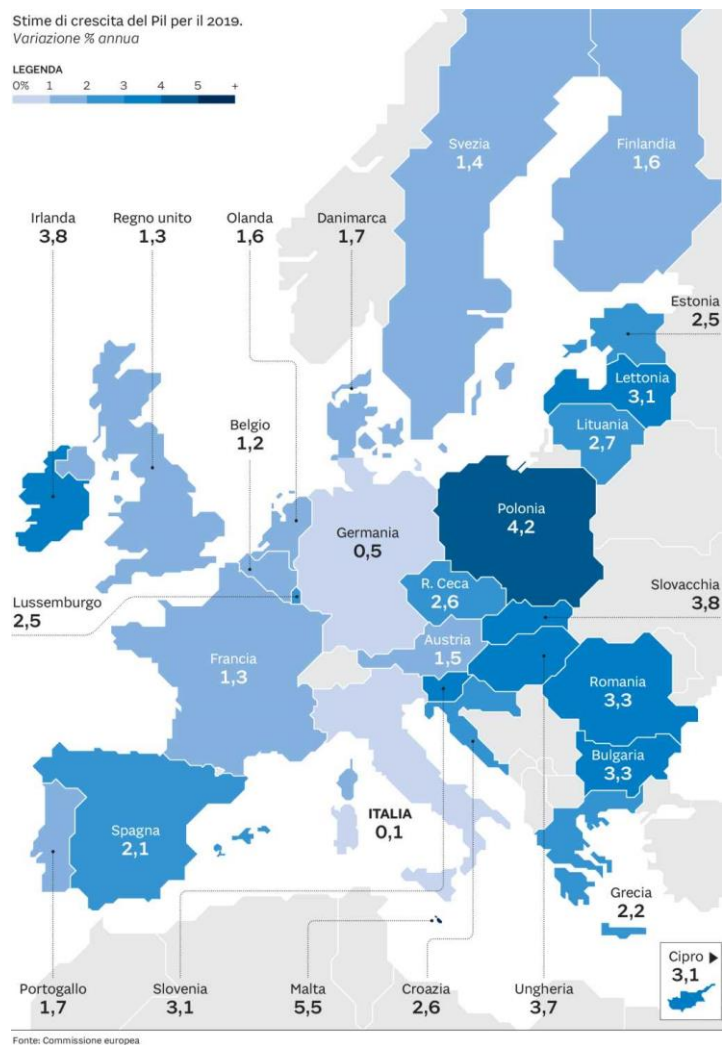 Stime di crescita del Pil per il 2019.
Variazione % annua
LEGENDA
0% 1 2 3 4 5 +
Svezia
1,4
Finlandia
1,6
Irlanda
3,8
Regno unito
1,3
Olanda
1,6
Danimarca
1,7
Estonia
2,5
Lettonia
3,1
Lituania
2,7
Belgio
1,2
Germania
0,5
Polonia
4,2
R. Ceca
2,6
Slovacchia
3,8
Lussemburgo
2,5
Francia
1,3
Austria
1,5
Romania
3,3
Bulgaria
3,3
ITALIA
0,1
Spagna
2,1
Grecia
2,2
Cipro ▶
3,1
Portogallo
1,7
Slovenia
3,1
Malta
5,5
Croazia
2,6
Ungheria
3,7
Fonte: Commissione europea